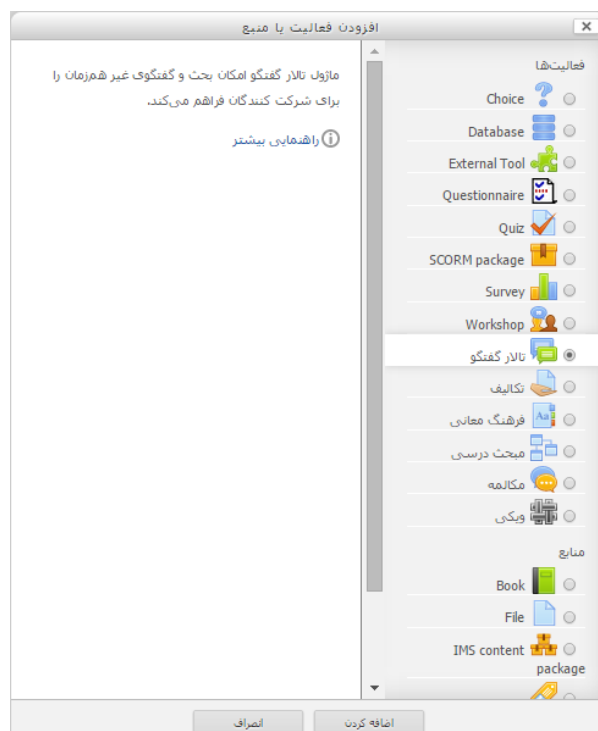 افزودن فعالیت یا منبع
فعالیت‌ها
Choice
Database
External Tool
Questionnaire
Quiz
SCORM package
Survey
Workshop
تالار گفتگو
تکالیف
فرهنگ معانی
مبحث درسی
مکالمه
ویکی
منابع
Book
File
IMS content
package
ماژول تالار گفتگو امکان بحث و گفتگوی غیر هم‌زمان را
برای شرکت کنندگان فراهم می‌کند.
راهنمایی بیشتر
اضافه کردن
انصراف